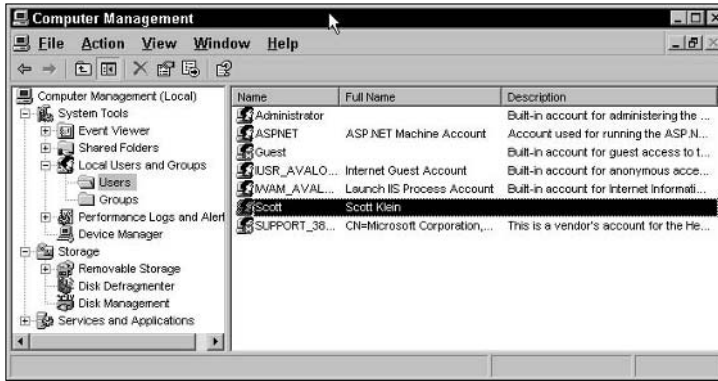 Computer Management
File Action View Window Help
Computer Management (Local)
System Tools
Event Viewer
Shared Folders
Local Users and Groups
Users
Groups
Performance Logs and Alert
Device Manager
Storage
Removable Storage
Disk Defragmenter
Disk Management
Services and Applications
Name Full Name Description
Administrator Built-in account for administering the ...
ASPNET ASP.NET Machine Account Account used for running the ASP.N...
Guest Built-in account for guest access to t...
IUSR_AVALO... Internet Guest Account Built-in account for anonymous acce...
IWAM_AVAL... Launch IIS Process Account Built-in account for Internet Informati...
Scott Scott Klein
SUPPORT_38... CN=Microsoft Corporation,... This is a vendor's account for the He...